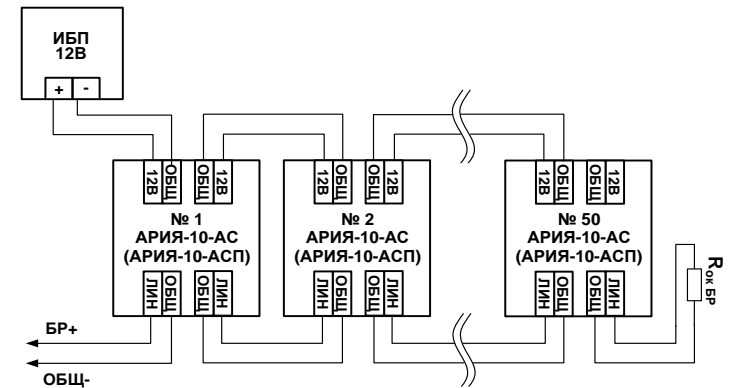 ИБП
12В
+ -
12В ОБЩ ОБЩ 12В
12В ОБЩ ОБЩ 12В
12В ОБЩ ОБЩ 12В
№ 1
АРИЯ-10-АС
(АРИЯ-10-АСП)
№ 2
АРИЯ-10-АС
(АРИЯ-10-АСП)
№ 50
АРИЯ-10-АС
(АРИЯ-10-АСП)
ЛИН ОБЩ ОБЩ ЛИН
ЛИН ОБЩ ОБЩ ЛИН
ЛИН ОБЩ ОБЩ ЛИН
Rок БР
БР+
ОБЩ-